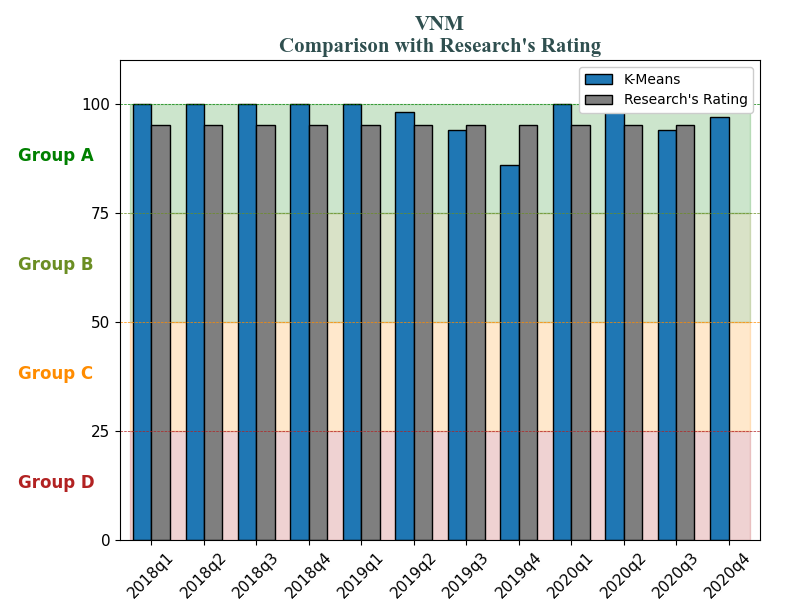 VNM
Comparison with Research's Rating
K-Means
Research's Rating
100
Group A
75
Group B
50
Group C
25
Group D
0
2018q1
2018q2
2018q3
2018q4
2019q1
2019q2
2019q3
2019q4
2020q1
2020q2
2020q3
2020q4